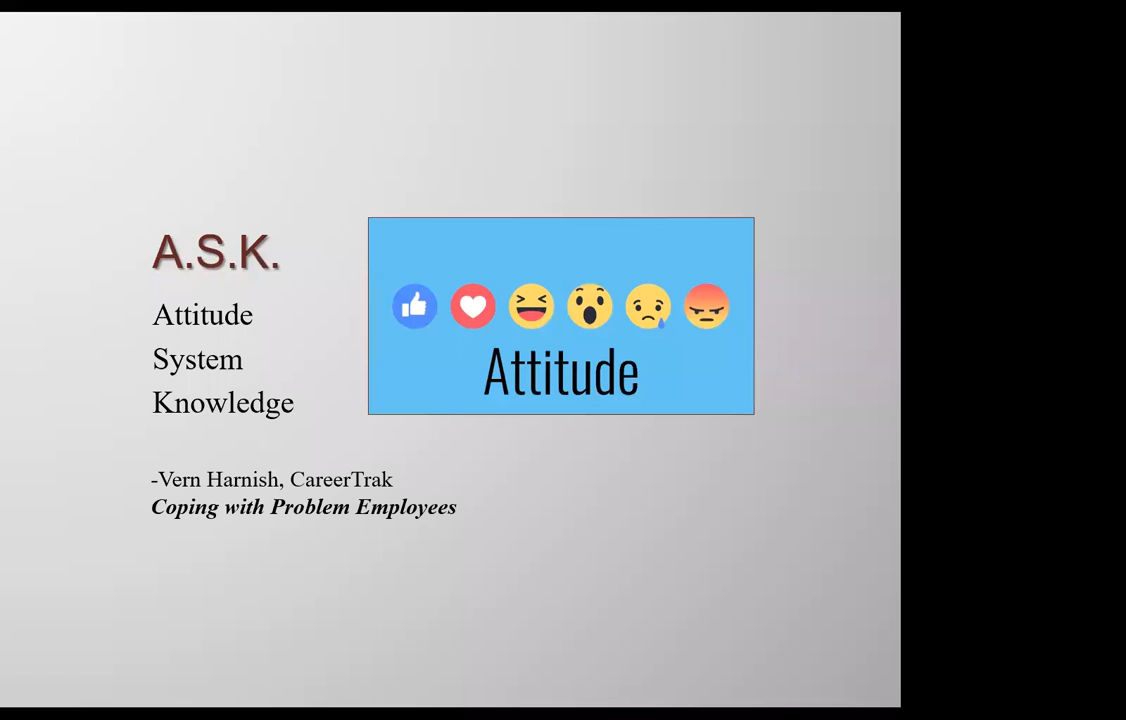 A.S.K.
Attitude
System
Knowledge
Attitude
-Vern Harnish, CareerTrak
Coping with Problem Employees